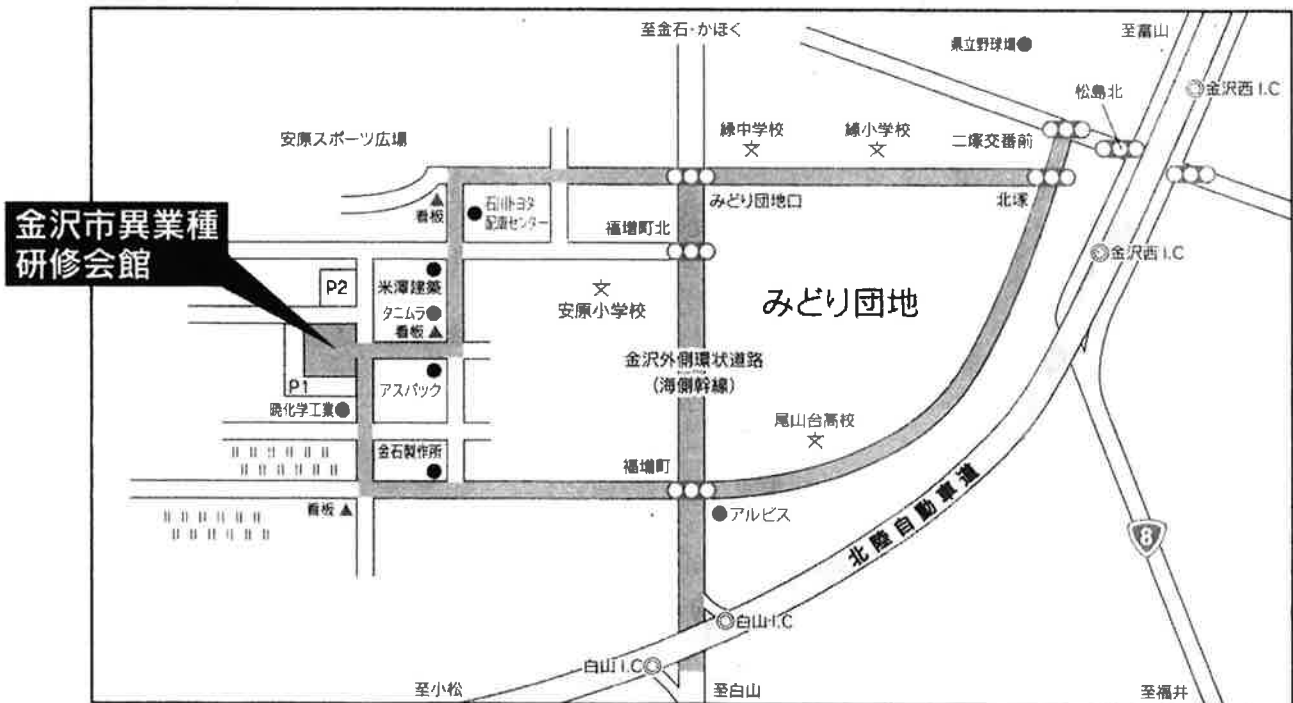 至金石・かほく
至富山
県立野球場
金沢西 I.C
松島北
緑中学校
緑小学校
二塚交番前
安原スポーツ広場
看板
石川トヨタ
配車センター
みどり団地口
北塚
福増町北
金沢市異業種
研修会館
金沢西 I.C
P2
米澤建築
安原小学校
みどり団地
タニムラ
看板
金沢外側環状道路
(海側幹線)
P1
アスパック
暁化学工業
尾山台高校
金石製作所
福増町
看板
アルビス
北陸自動車道
8
白山 I.C
白山 I.C
至小松
至白山
至福井